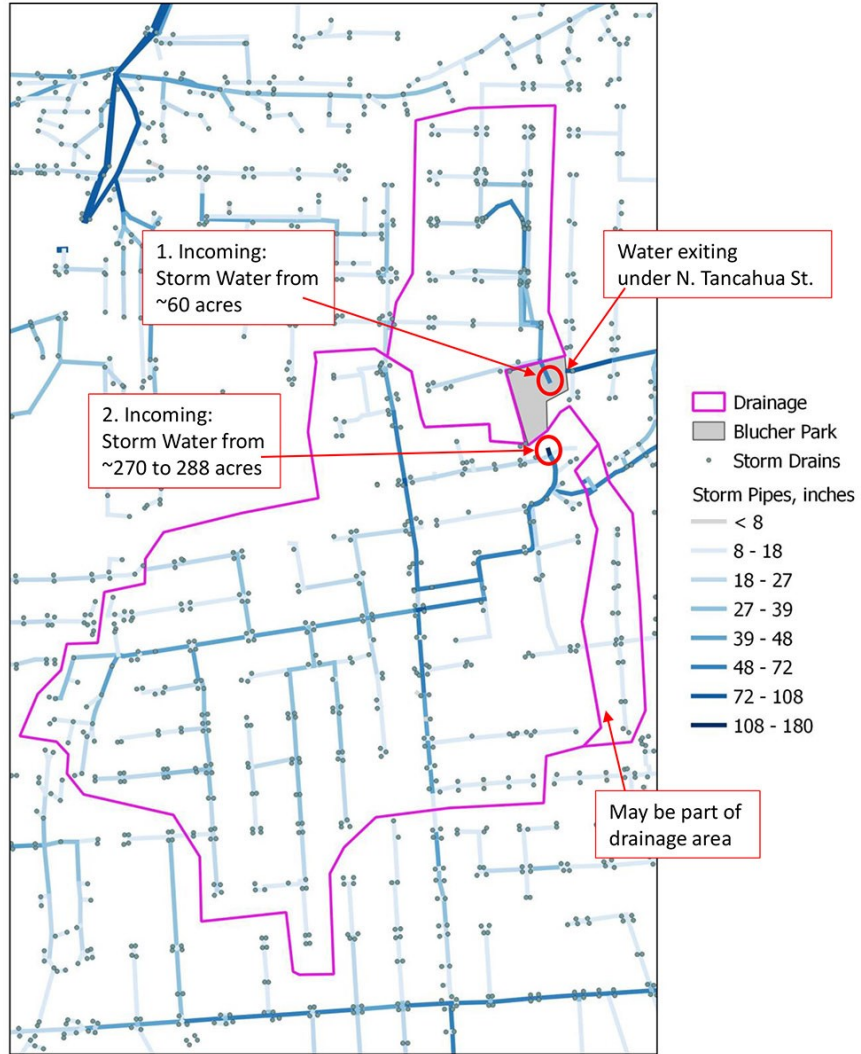 1. Incoming:
Storm Water from
~60 acres
Water exiting
under N. Tancahua St.
2. Incoming:
Storm Water from
~270 to 288 acres
Drainage
Blucher Park
Storm Drains
Storm Pipes, inches
< 8
8 - 18
18 - 27
27 - 39
39 - 48
48 - 72
72 - 108
108 - 180
May be part of
drainage area